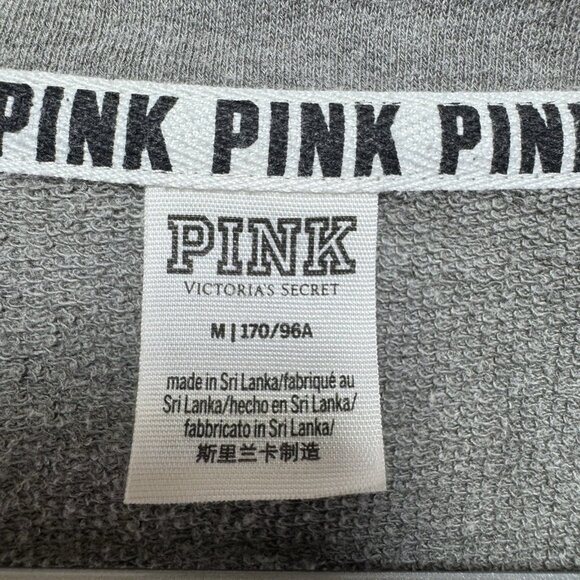 PINK PINK PIN
PINK
VICTORIA'S SECRET
M | 170/96A
made in Sri Lanka/fabriqué au
Sri Lanka/hecho en Sri Lanka/
fabbricato in Sri Lanka/
斯里兰卡制造